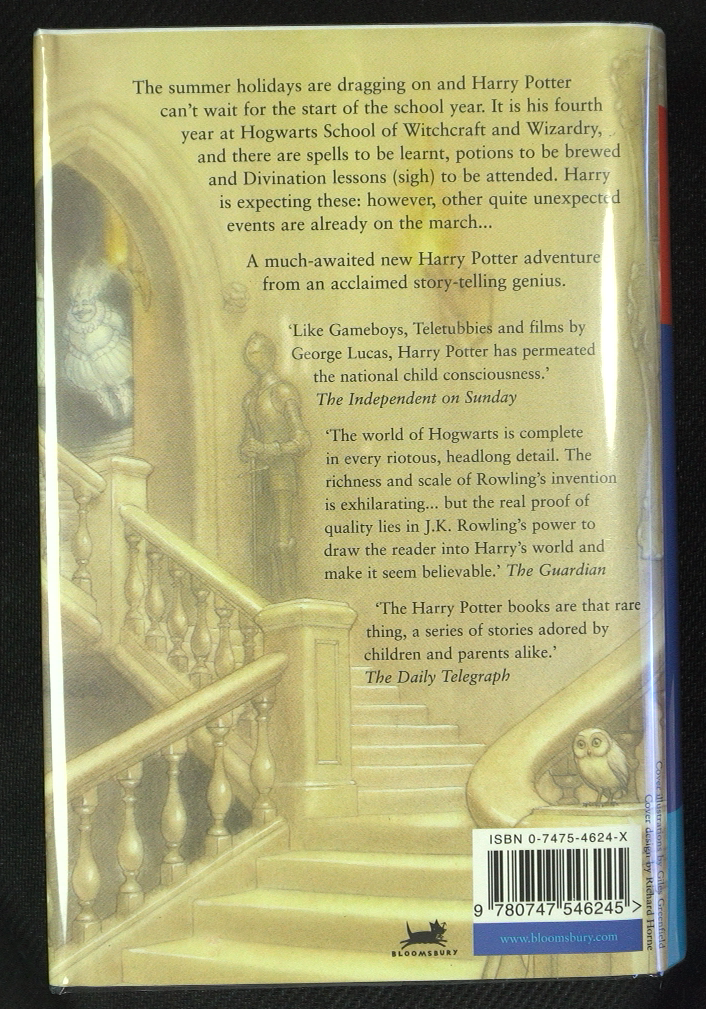 The summer holidays are dragging on and Harry Potter
can't wait for the start of the school year. It is his fourth
year at Hogwarts School of Witchcraft and Wizardry,
and there are spells to be learnt, potions to be brewed
and Divination lessons (sigh) to be attended. Harry
is expecting these: however, other quite unexpected
events are already on the march...
A much-awaited new Harry Potter adventure
from an acclaimed story-telling genius.
'Like Gameboys, Teletubbies and films by
George Lucas, Harry Potter has permeated
the national child consciousness.'
The Independent on Sunday
'The world of Hogwarts is complete
in every riotous, headlong detail. The
richness and scale of Rowling's invention
is exhilarating... but the real proof of
quality lies in J.K. Rowling's power to
draw the reader into Harry's world and
make it seem believable.' The Guardian
'The Harry Potter books are that rare
thing, a series of stories adored by
children and parents alike.'
The Daily Telegraph
ISBN 0-7475-4624-X
9 780747 546245 >
www.bloomsbury.com
BLOOMSBURY
Cover illustrations by Giles Greenfield
Cover design by Richard Horne